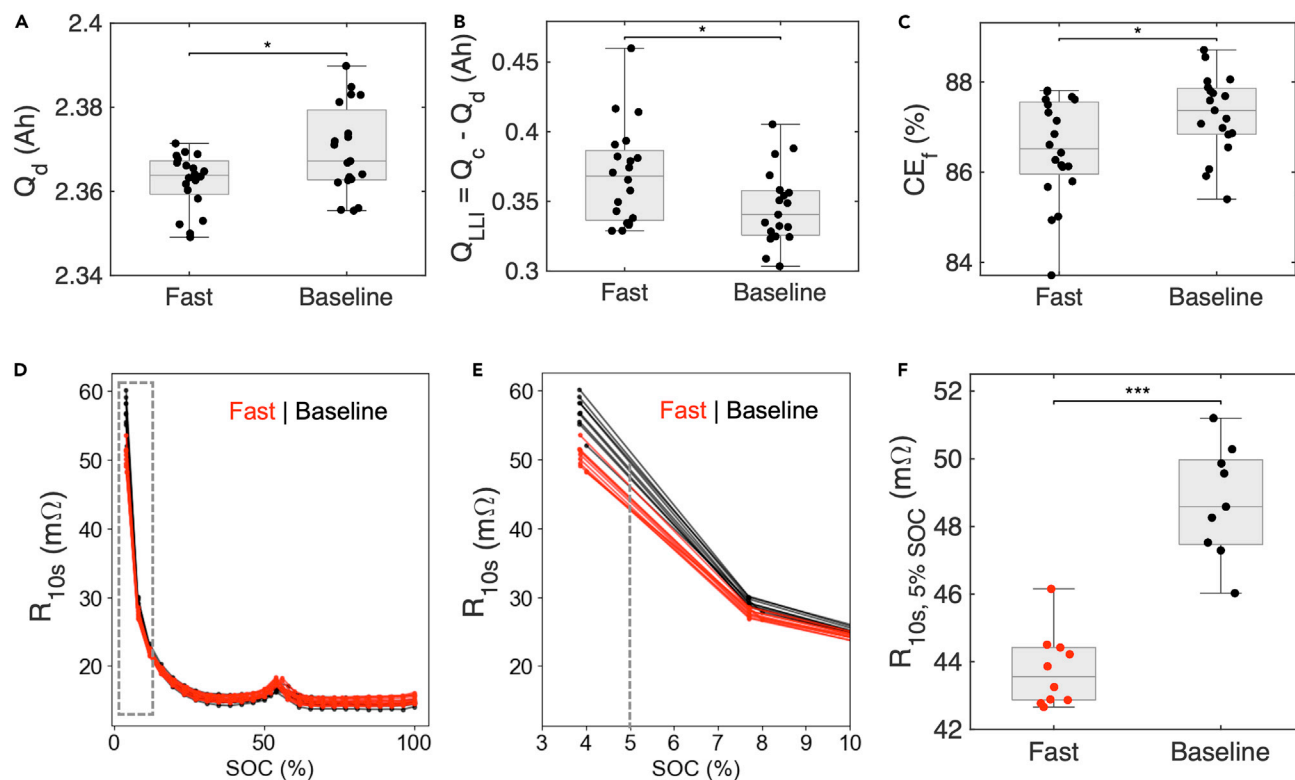 A
2.4
2.38
2.36
2.34
Q_d (Ah)
*
Fast
Baseline
B
0.45
0.4
0.35
0.3
Q_LLI = Q_c - Q_d (Ah)
*
Fast
Baseline
C
88
86
84
CE_f (%)
*
Fast
Baseline
D
60
50
40
30
20
R_10s (mΩ)
Fast | Baseline
0
50
100
SOC (%)
E
60
50
40
30
20
R_10s (mΩ)
Fast | Baseline
3
4
5
6
7
8
9
10
SOC (%)
F
52
50
48
46
44
42
R_10s, 5% SOC (mΩ)
***
Fast
Baseline